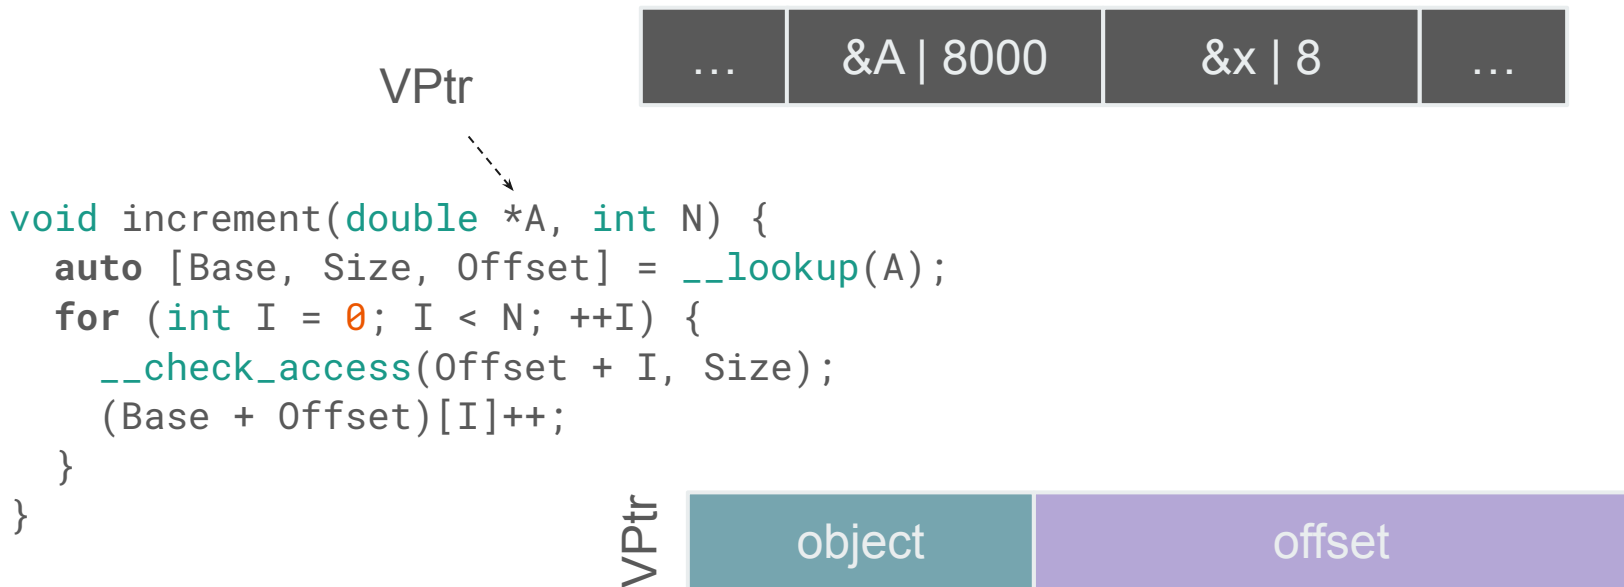 … &A | 8000 &x | 8 …
VPtr
void increment(double *A, int N) {
  auto [Base, Size, Offset] = __lookup(A);
  for (int I = 0; I < N; ++I) {
    __check_access(Offset + I, Size);
    (Base + Offset)[I]++;
  }
}
VPtr object offset